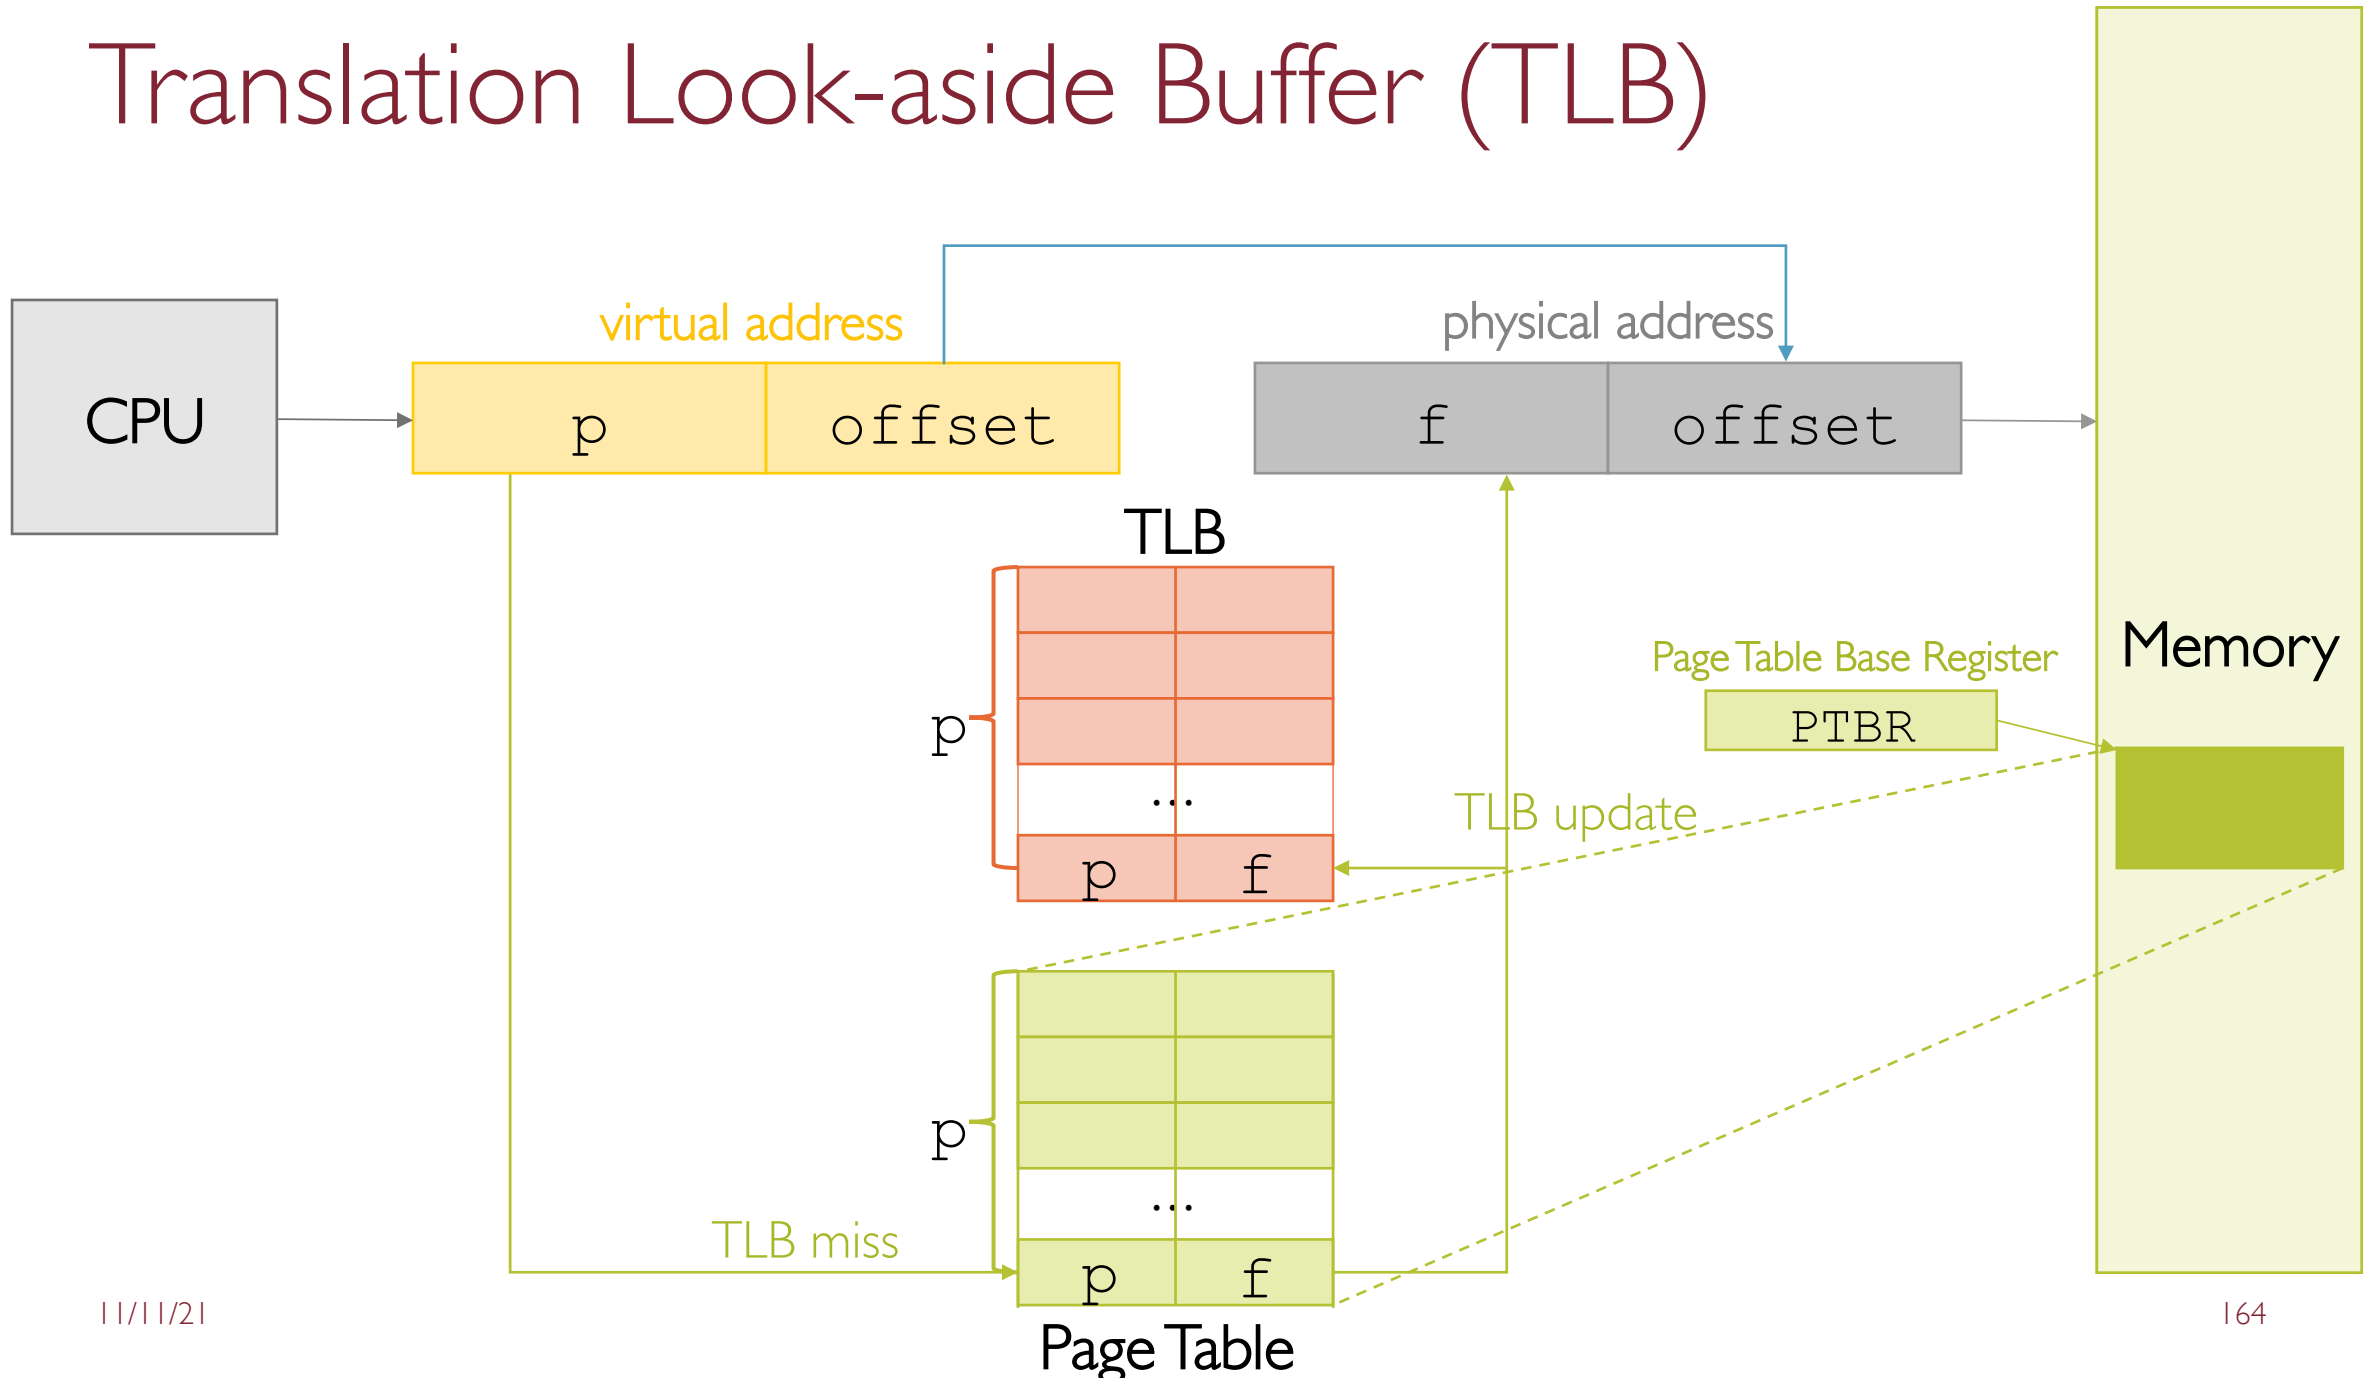 Translation Look-aside Buffer (TLB)
virtual address
physical address
CPU
p
offset
f
offset
TLB
p
...
p
f
TLB update
Page Table Base Register
PTBR
Memory
p
...
TLB miss
p
f
Page Table
11/11/21
164